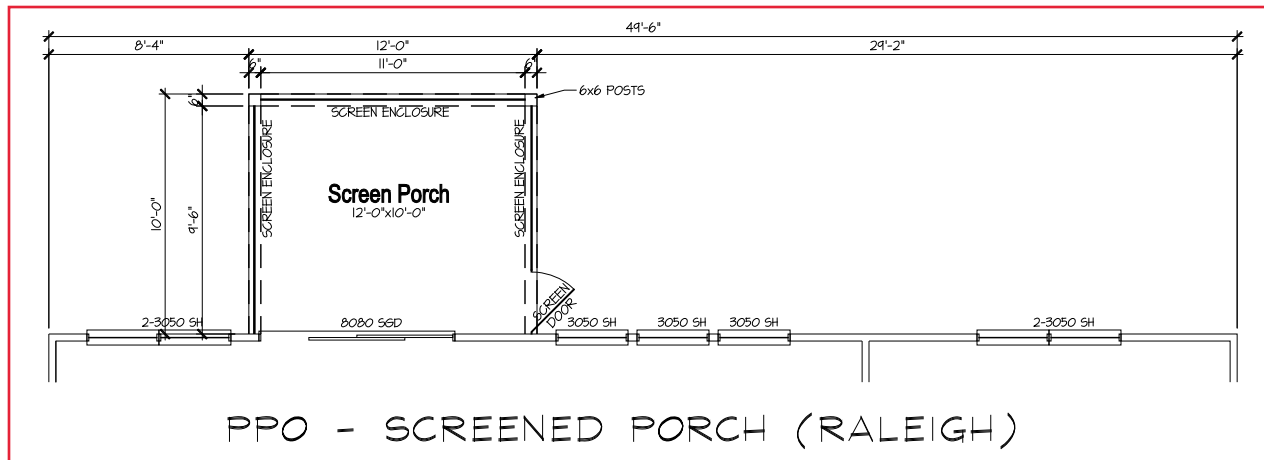 49'-6"
8'-4"
12'-0"
29'-2"
6"
11'-0"
6"
6x6 POSTS
6"
SCREEN ENCLOSURE
SCREEN ENCLOSURE
SCREEN ENCLOSURE
10'-0"
9'-6"
Screen Porch
12'-0"x10'-0"
SCREEN
DOOR
2-3050 SH
8080 SGD
3050 SH
3050 SH
3050 SH
2-3050 SH
PPO - SCREENED PORCH (RALEIGH)